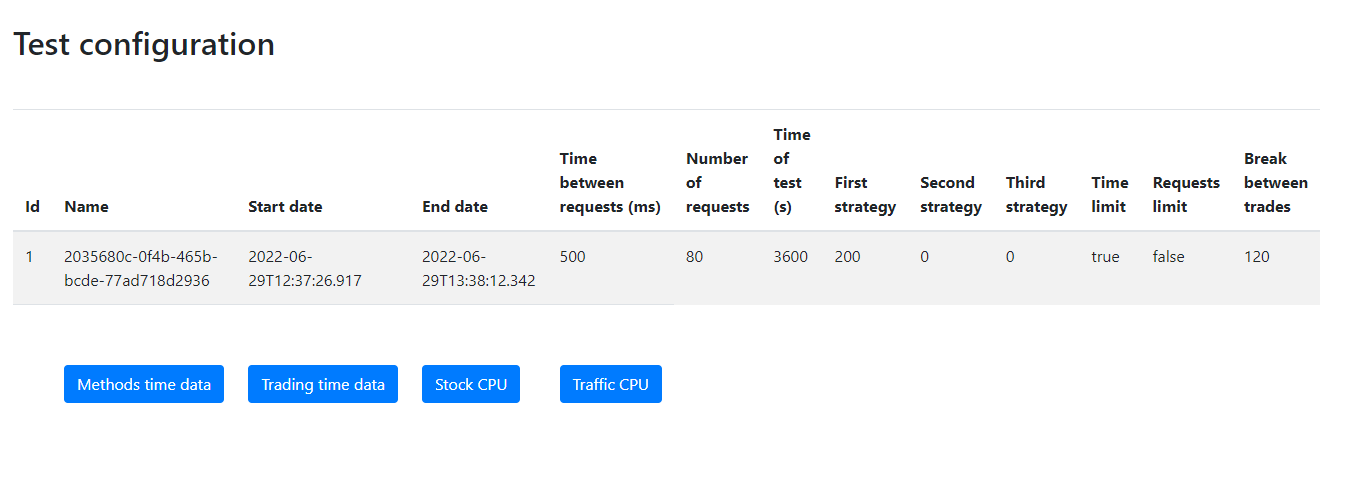 Test configuration
Id Name Start date End date Time between requests (ms) Number of requests Time of test (s) First strategy Second strategy Third strategy Time limit Requests limit Break between trades
1 2035680c-0f4b-465b-bcde-77ad718d2936 2022-06-29T12:37:26.917 2022-06-29T13:38:12.342 500 80 3600 200 0 0 true false 120
Methods time data Trading time data Stock CPU Traffic CPU